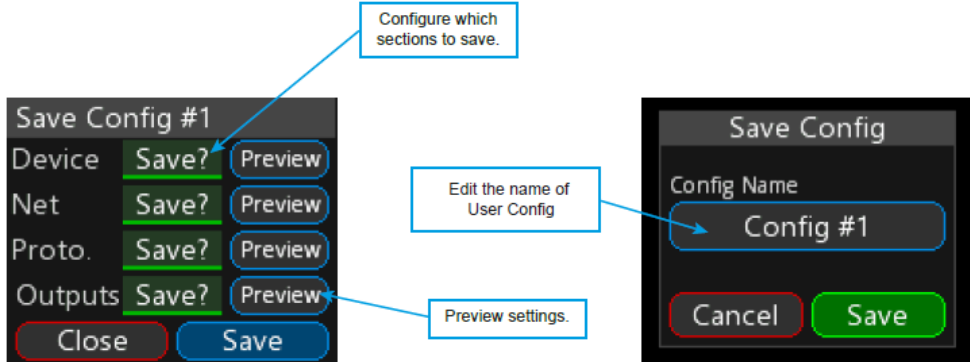 Configure which
sections to save.
Save Config #1
Device Save? Preview
Net Save? Preview
Proto. Save? Preview
Outputs Save? Preview
Close Save
Preview settings.
Edit the name of
User Config
Save Config
Config Name
Config #1
Cancel Save